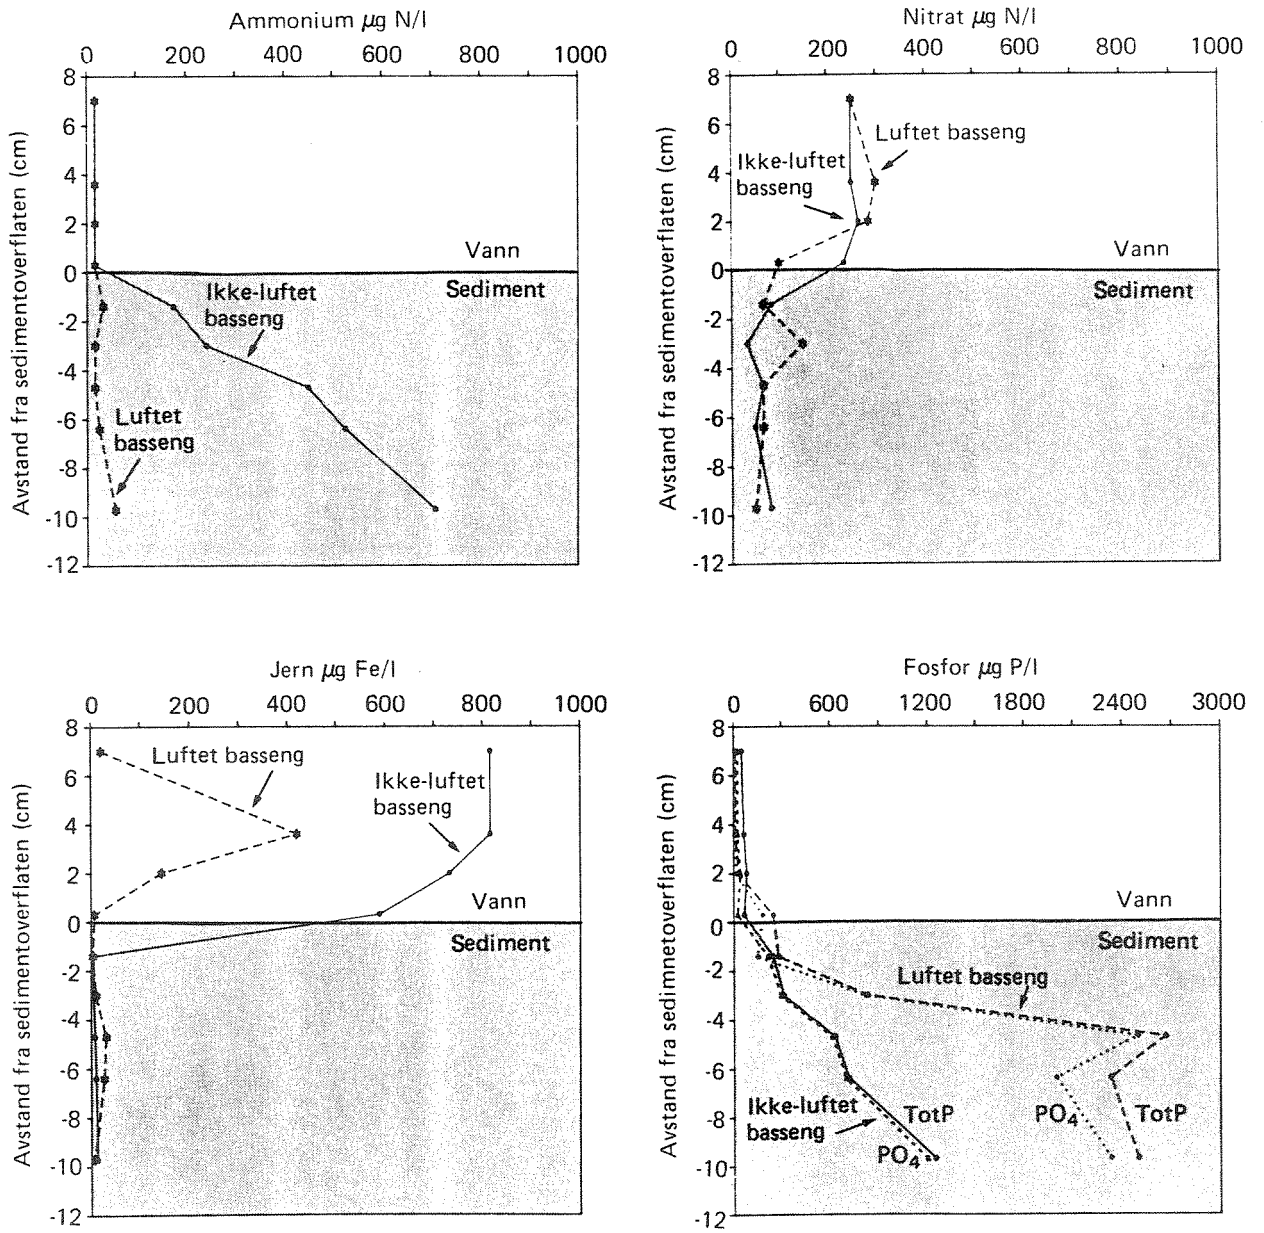 Ammonium µg N/l
0 200 400 600 800 1000
8
6
4
2
0
-2
-4
-6
-8
-10
-12
Avstand fra sedimentoverflaten (cm)
Vann
Sediment
Ikke-luftet
basseng
Luftet
basseng
Nitrat µg N/l
0 200 400 600 800 1000
8
6
4
2
0
-2
-4
-6
-8
-10
-12
Avstand fra sedimentoverflaten (cm)
Luftet basseng
Ikke-luftet
basseng
Vann
Sediment
Jern µg Fe/l
0 200 400 600 800 1000
8
6
4
2
0
-2
-4
-6
-8
-10
-12
Avstand fra sedimentoverflaten (cm)
Luftet basseng
Ikke-luftet
basseng
Vann
Sediment
Fosfor µg P/l
0 600 1200 1800 2400 3000
8
6
4
2
0
-2
-4
-6
-8
-10
-12
Avstand fra sedimnetoverflaten (cm)
Vann
Sediment
Luftet basseng
Ikke-luftet
basseng
TotP
PO4
PO4
TotP